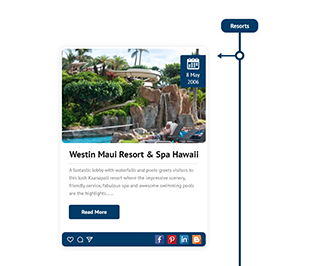 Resorts
8 May
2006
Westin Maui Resort & Spa Hawaii
A fantastic lobby with waterfalls and pools greets visitors to
this lush Kaanapali resort where the impressive scenery,
friendly service, fabulous spa and awesome swimming pools
are the highlights......
Read More